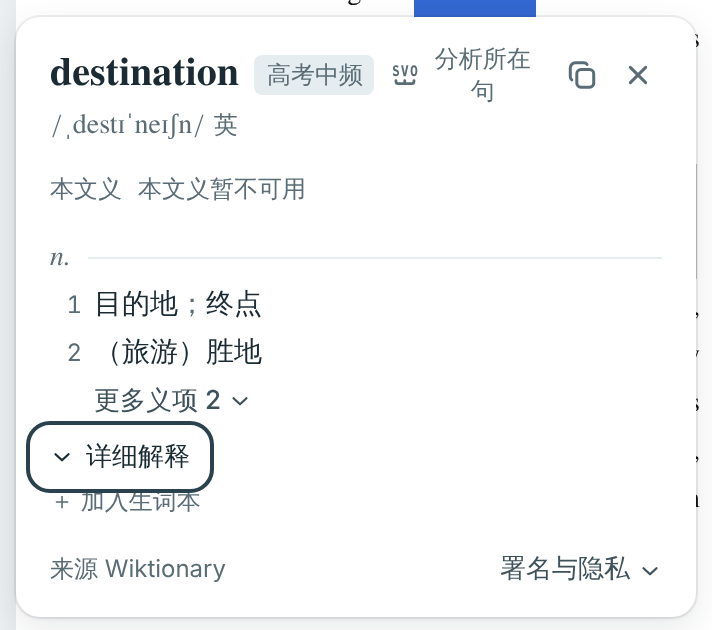 destination 高考中频 SVO 分析所在句
/ˌdestɪˈneɪʃn/ 英
本文义 本文义暂不可用
n.
1 目的地；终点
2 （旅游）胜地
更多义项 2
详细解释
+ 加入生词本
来源 Wiktionary 署名与隐私